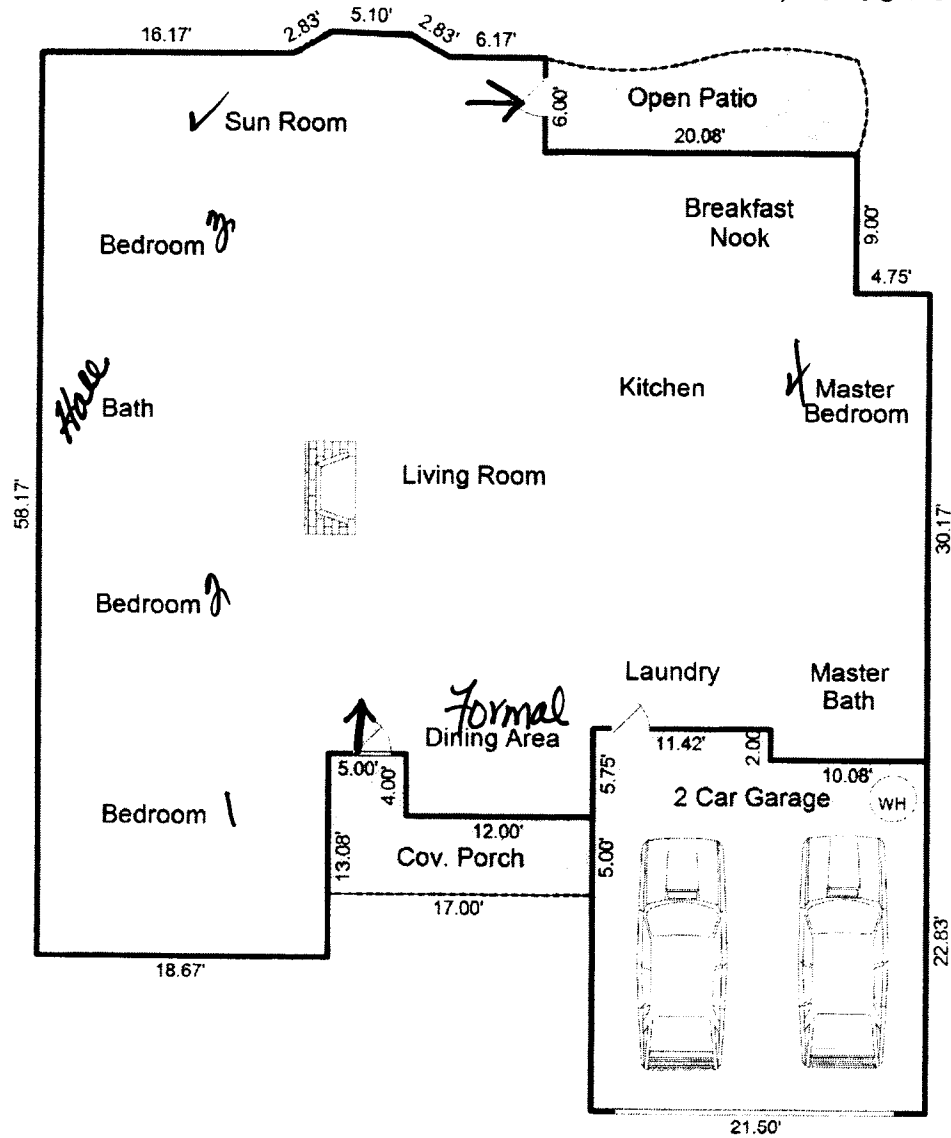 16.17'
2.83'
5.10'
2.83'
6.17'
✓ Sun Room
6.00'
Open Patio
20.08'
Breakfast
Nook
9.00'
4.75'
Bedroom 3
Hall
Bath
Kitchen
4 Master
Bedroom
Living Room
58.17'
30.17'
Bedroom 2
Laundry
Master
Bath
Formal
Dining Area
11.42'
2.00'
10.08'
5.00'
4.00'
5.75'
2 Car Garage
WH
Bedroom 1
13.08'
12.00'
Cov. Porch
5.00'
17.00'
22.83'
18.67'
21.50'